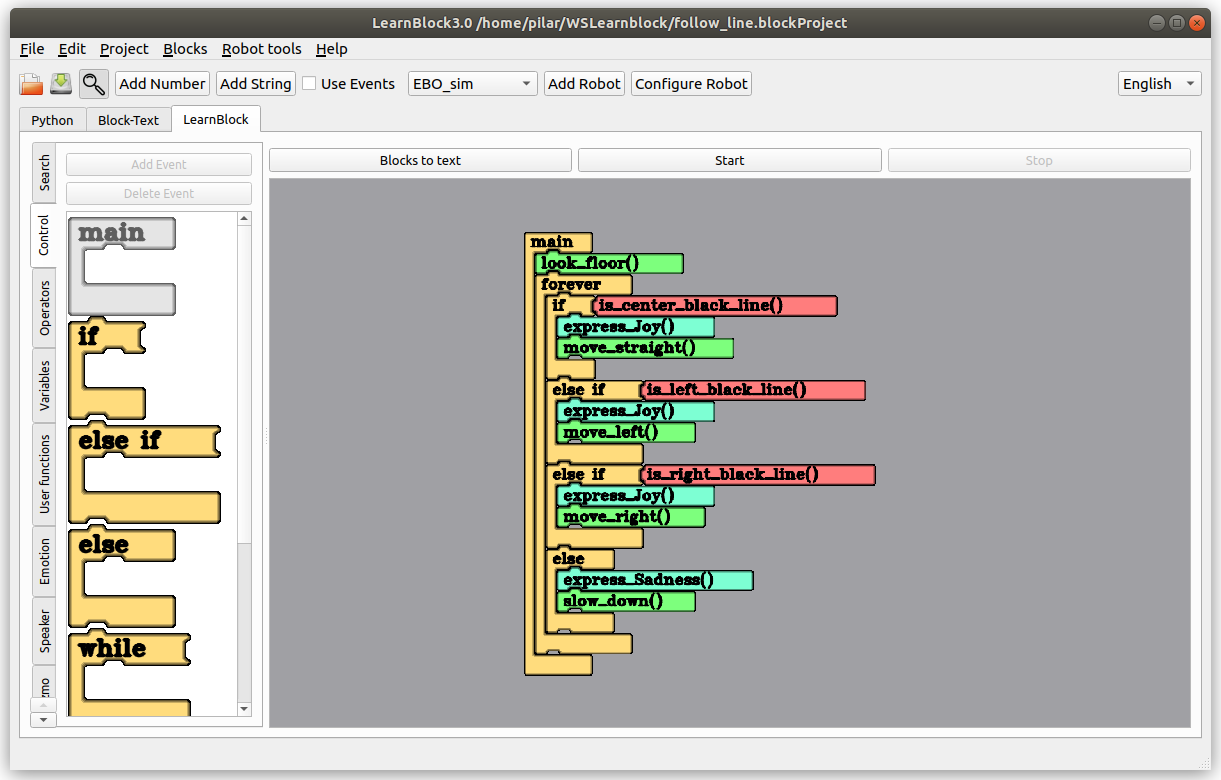 LearnBlock3.0 /home/pilar/WSLearnblock/follow_line.blockProject
File Edit Project Blocks Robot tools Help
Add Number Add String Use Events EBO_sim Add Robot Configure Robot English
Python Block-Text LearnBlock
Search
Control
Operators
Variables
User functions
Emotion
Speaker
zmo
Add Event
Delete Event
main
if
else if
else
while
Blocks to text Start Stop
main
look_floor()
forever
if is_center_black_line()
express_Joy()
move_straight()
else if is_left_black_line()
express_Joy()
move_left()
else if is_right_black_line()
express_Joy()
move_right()
else
express_Sadness()
slow_down()